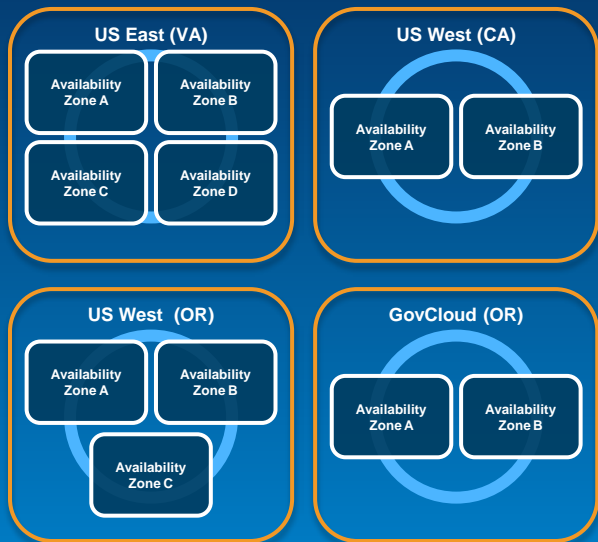 US East (VA)
Availability
Zone A
Availability
Zone B
Availability
Zone C
Availability
Zone D
US West (CA)
Availability
Zone A
Availability
Zone B
US West  (OR)
Availability
Zone A
Availability
Zone B
Availability
Zone C
GovCloud (OR)
Availability
Zone A
Availability
Zone B